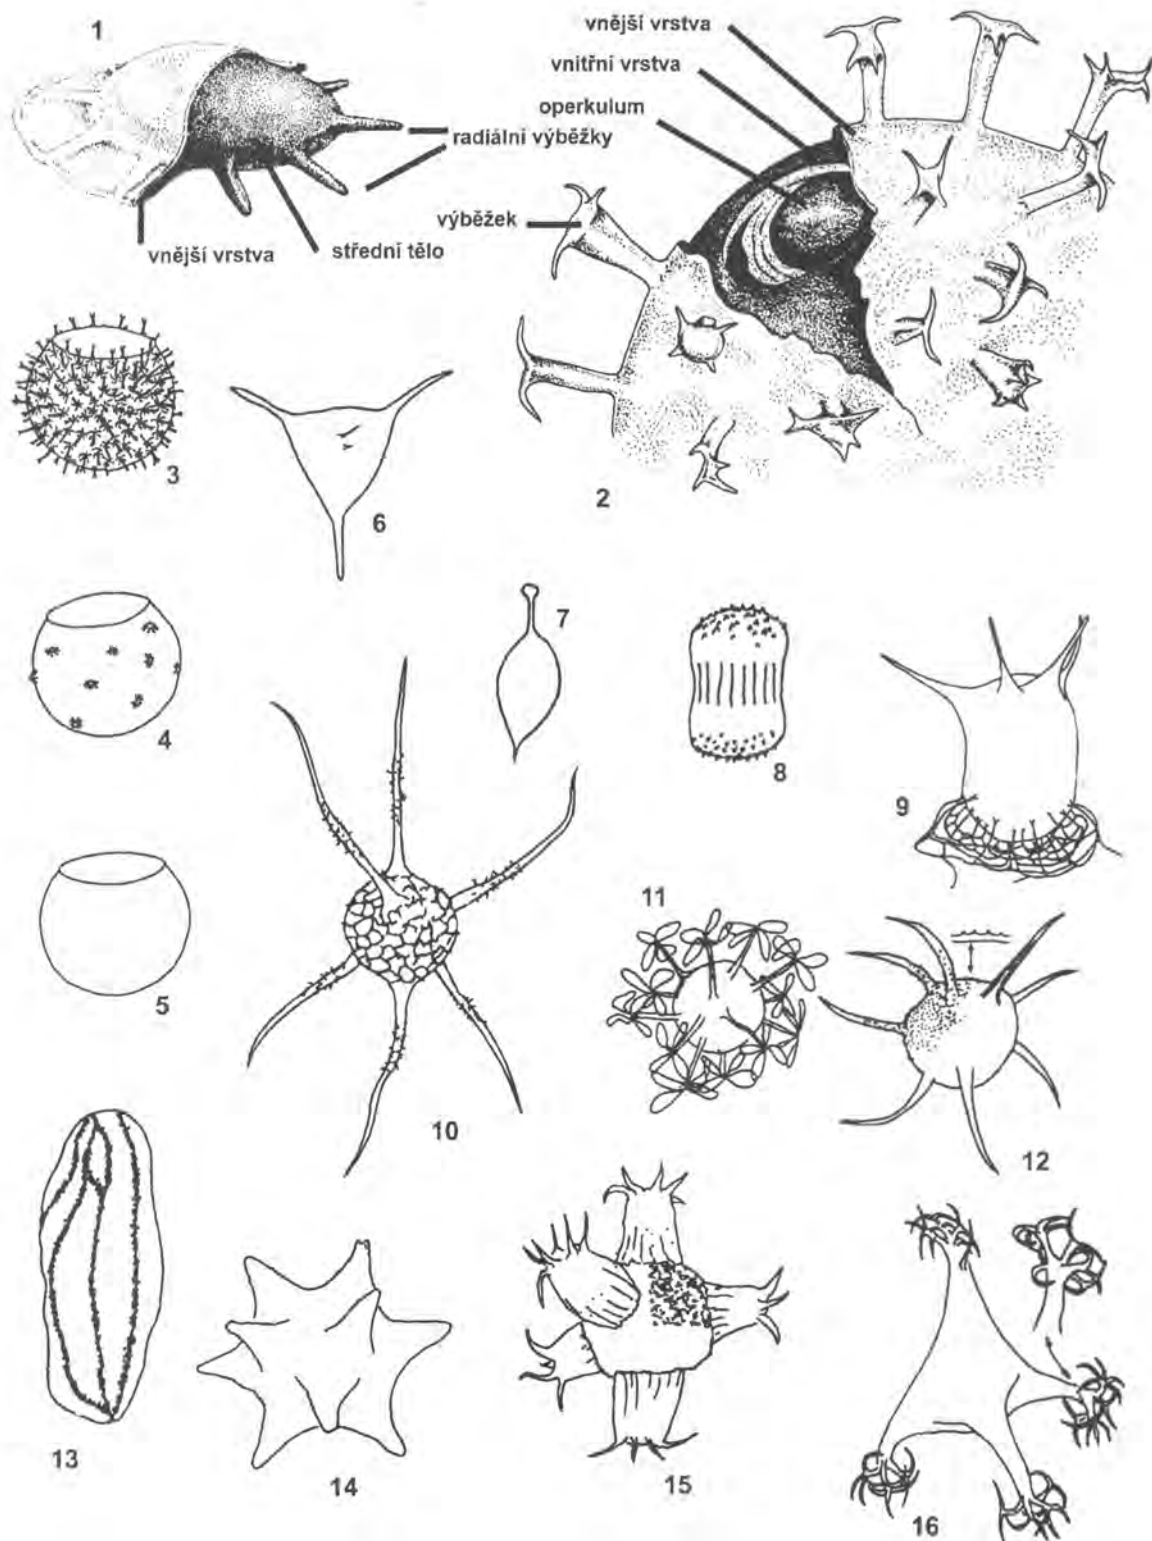 1
vnější vrstva
vnitřní vrstva
operkulum
radiální výběžky
výběžek
vnější vrstva
střední tělo
3
6
2
7
4
8
9
5
11
10
12
13
14
15
16